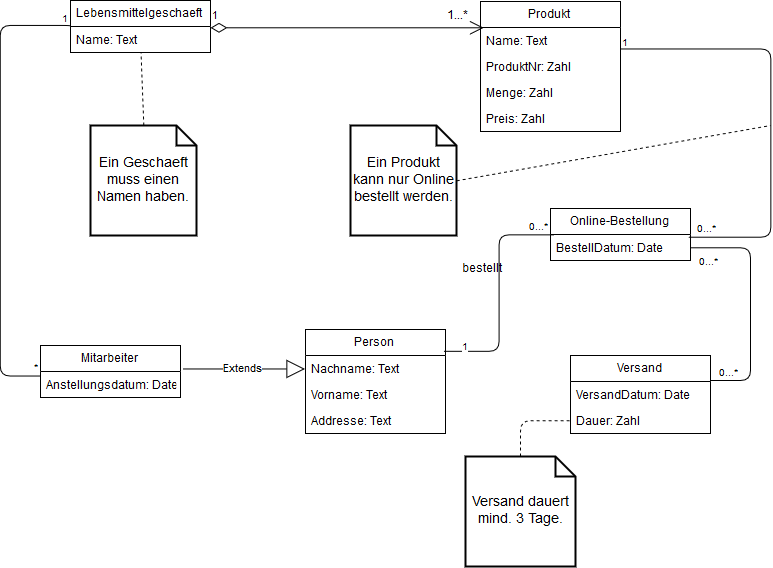 Lebensmittelgeschaeft
Name: Text
1
1
1...*
Produkt
Name: Text
ProduktNr: Zahl
Menge: Zahl
Preis: Zahl
1
Ein Geschaeft
muss einen
Namen haben.
Ein Produkt
kann nur Online
bestellt werden.
Online-Bestellung
BestellDatum: Date
0...*
0...*
0...*
bestellt
1
Mitarbeiter
Anstellungsdatum: Date
*
Extends
Person
Nachname: Text
Vorname: Text
Addresse: Text
Versand
VersandDatum: Date
Dauer: Zahl
0...*
Versand dauert
mind. 3 Tage.